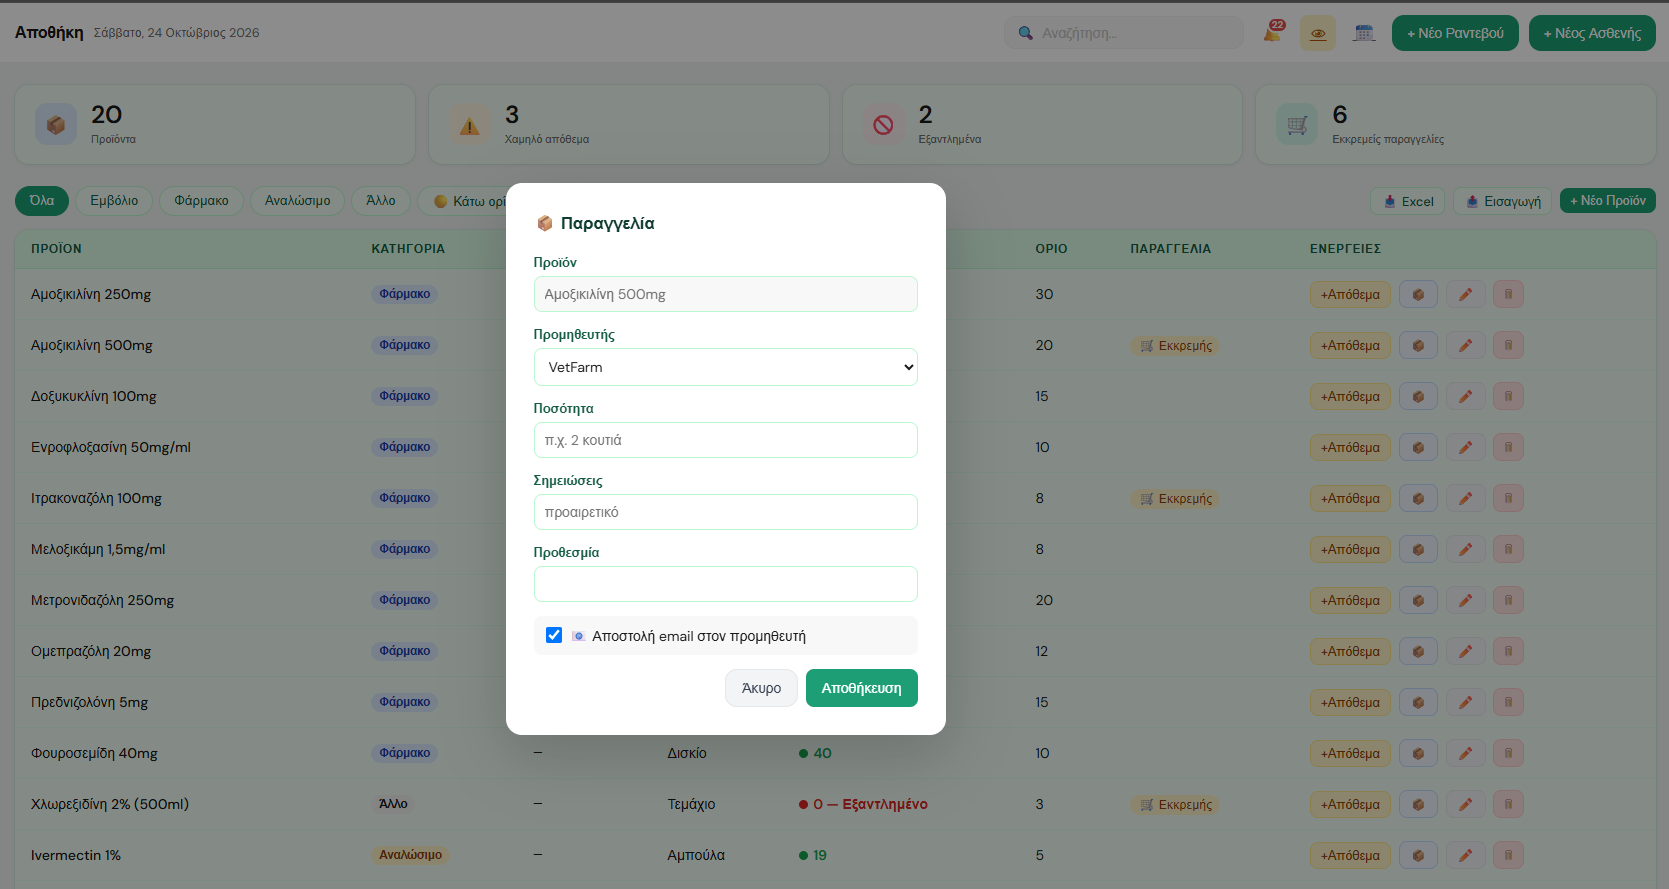 Αποθήκη Σάββατο, 24 Οκτώβριος 2026
Αναζήτηση...
22
+ Νέο Ραντεβού
+ Νέος Ασθενής
20
Προϊόντα
3
Χαμηλό απόθεμα
2
Εξαντλημένα
6
Εκκρεμείς παραγγελίες
Όλα Εμβόλιο Φάρμακο Αναλώσιμο Άλλο Κάτω ορί
Excel Εισαγωγή + Νέο Προϊόν
ΠΡΟΪΟΝ ΚΑΤΗΓΟΡΙΑ ΟΡΙΟ ΠΑΡΑΓΓΕΛΙΑ ΕΝΕΡΓΕΙΕΣ
Αμοξικιλίνη 250mg Φάρμακο 30 +Απόθεμα
Αμοξικιλίνη 500mg Φάρμακο 20 Εκκρεμής +Απόθεμα
Δοξυκυκλίνη 100mg Φάρμακο 15 +Απόθεμα
Ενροφλοξασίνη 50mg/ml Φάρμακο 10 +Απόθεμα
Ιτρακοναζόλη 100mg Φάρμακο 8 Εκκρεμής +Απόθεμα
Μελοξικάμη 1,5mg/ml Φάρμακο 8 +Απόθεμα
Μετρονιδαζόλη 250mg Φάρμακο 20 +Απόθεμα
Ομεπραζόλη 20mg Φάρμακο 12 +Απόθεμα
Πρεδνιζολόνη 5mg Φάρμακο 15 +Απόθεμα
Φουροσεμίδη 40mg Φάρμακο — Δισκίο 40 10 +Απόθεμα
Χλωρεξιδίνη 2% (500ml) Άλλο — Τεμάχιο 0 — Εξαντλημένο 3 Εκκρεμής +Απόθεμα
Ivermectin 1% Αναλώσιμο — Αμπούλα 19 5 +Απόθεμα
Παραγγελία
Προϊόν
Αμοξικιλίνη 500mg
Προμηθευτής
VetFarm
Ποσότητα
π.χ. 2 κουτιά
Σημειώσεις
προαιρετικό
Προθεσμία
Αποστολή email στον προμηθευτή
Άκυρο Αποθήκευση